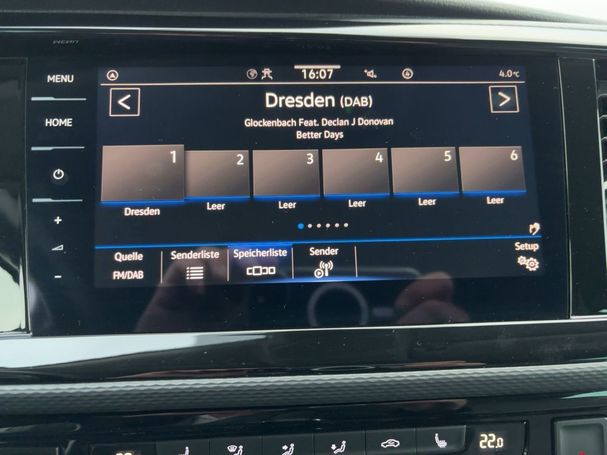 MENU
HOME
+
-
16:07
4.0°C
Dresden (DAB)
Glockenbach Feat. Declan J Donovan
Better Days
1 2 3 4 5 6
Dresden Leer Leer Leer Leer Leer
Quelle Senderliste Speicherliste Sender Setup
FM/DAB
22.0